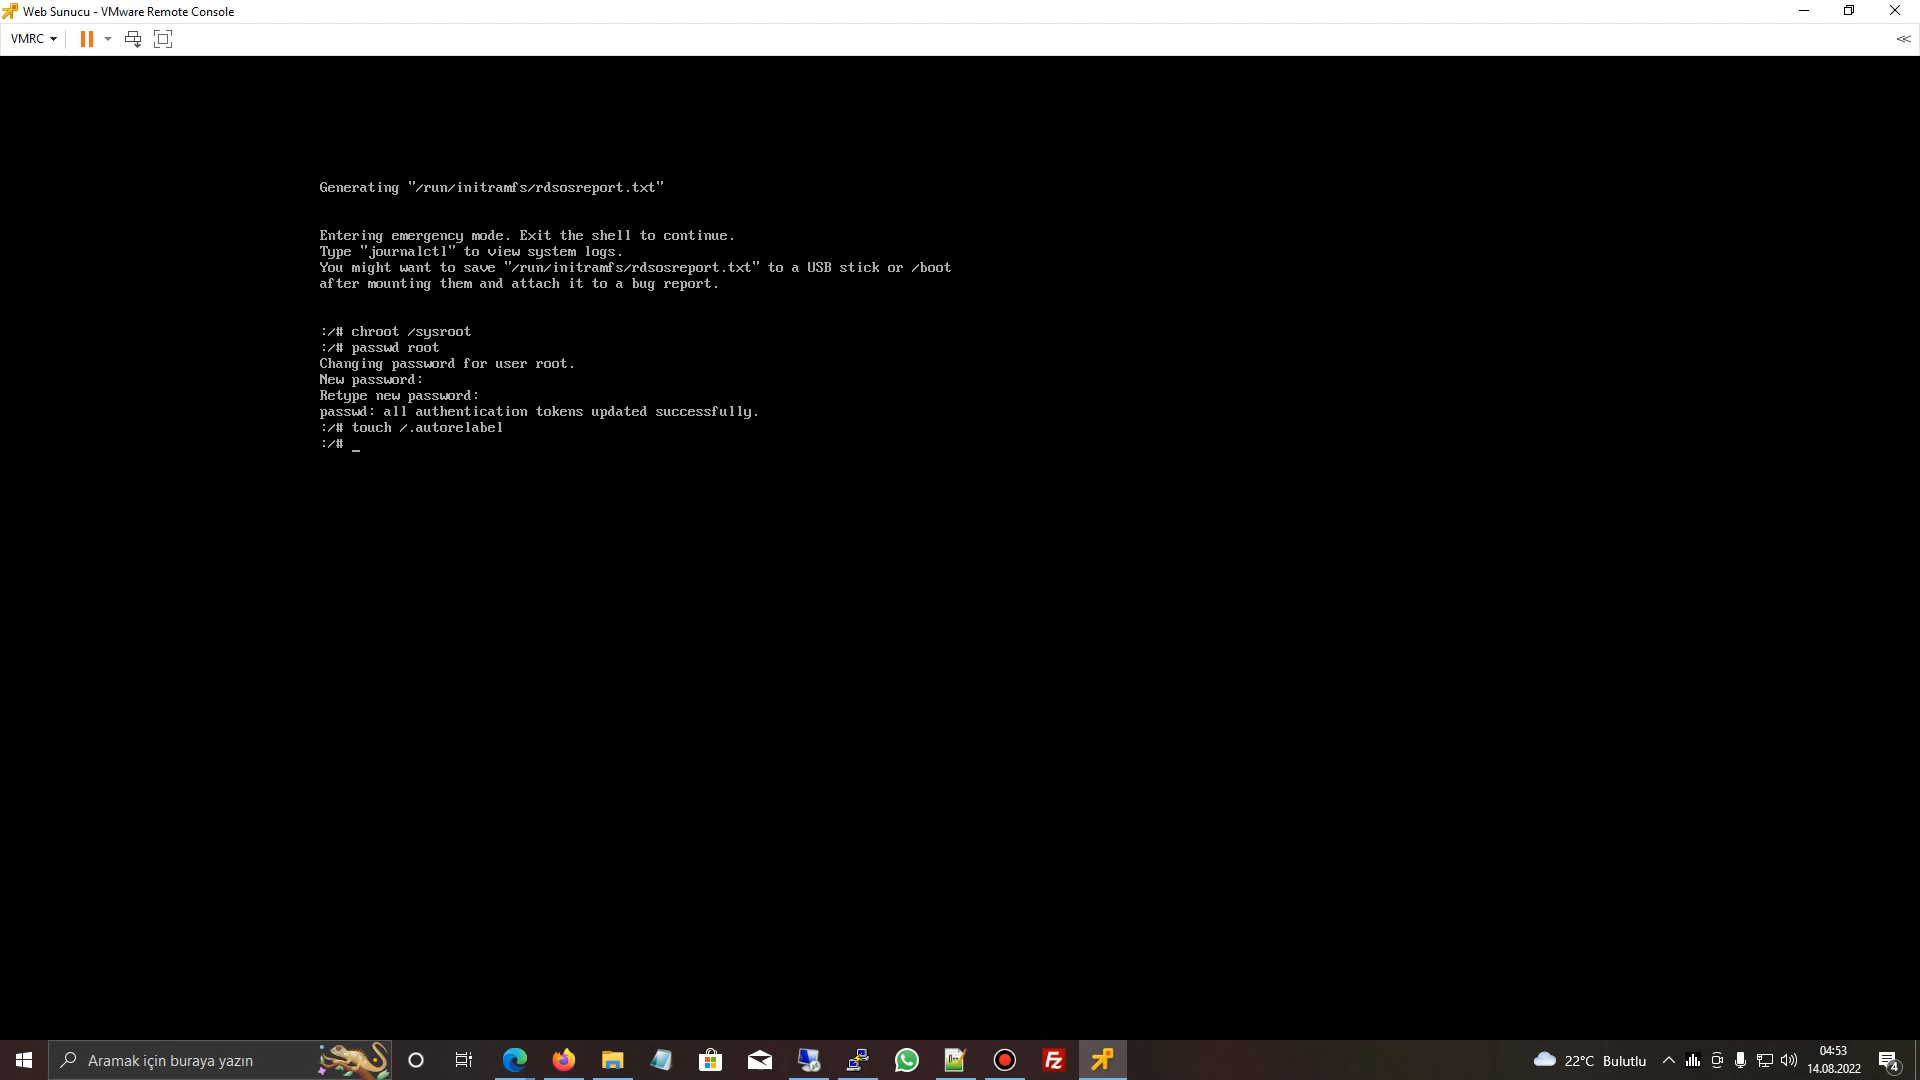 Web Sunucu - VMware Remote Console
VMRC
Generating "/run/initramfs/rdsosreport.txt"
Entering emergency mode. Exit the shell to continue.
Type "journalctl" to view system logs.
You might want to save "/run/initramfs/rdsosreport.txt" to a USB stick or /boot
after mounting them and attach it to a bug report.
:/# chroot /sysroot
:/# passwd root
Changing password for user root.
New password:
Retype new password:
passwd: all authentication tokens updated successfully.
:/# touch /.autorelabel
:/# _
Aramak için buraya yazın
Fz
22°C Bulutlu
04:53
14.08.2022
4